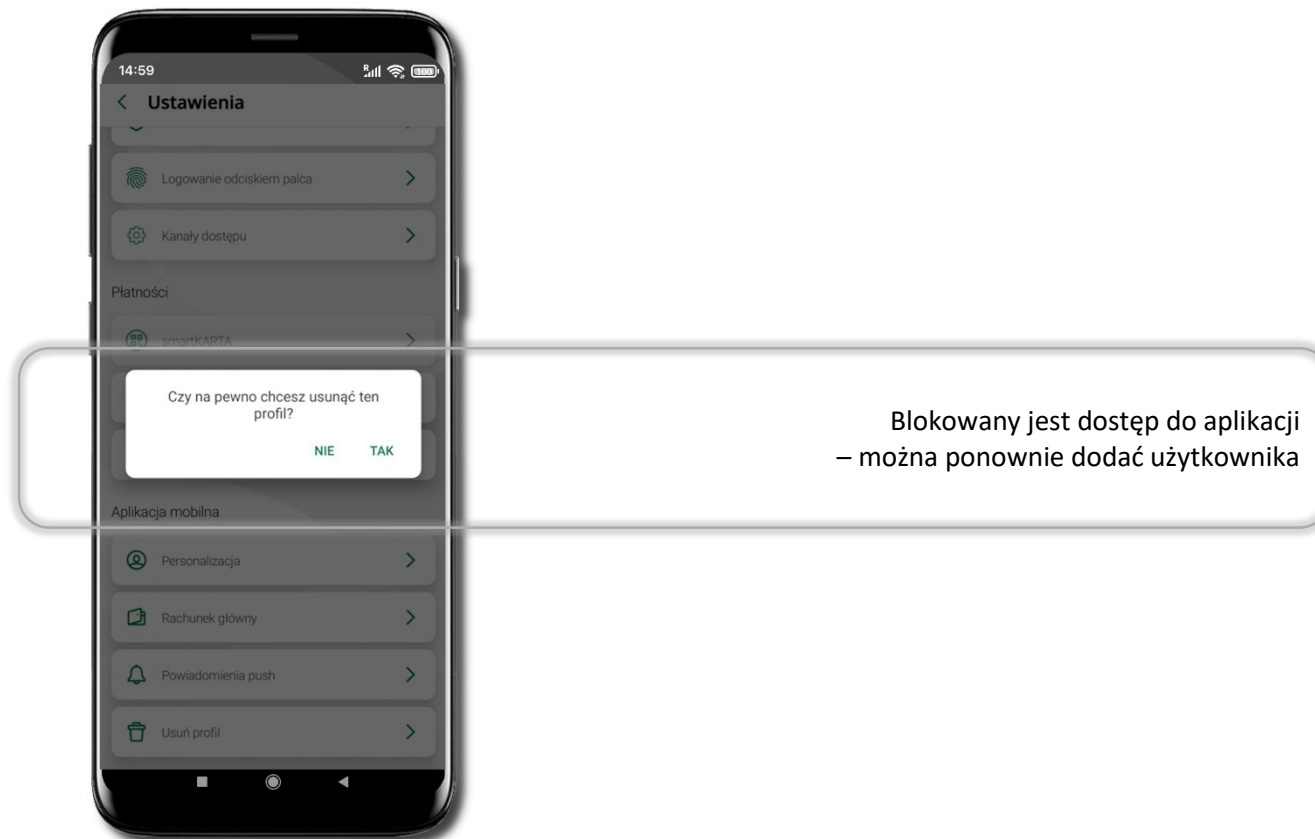 14:59
Ustawienia
Logowanie odciskiem palca
Kanały dostępu
Płatności
smartKARTA
Czy na pewno chcesz usunąć ten
profil?
NIE TAK
Blokowany jest dostęp do aplikacji
– można ponownie dodać użytkownika
Aplikacja mobilna
Personalizacja
Rachunek główny
Powiadomienia push
Usuń profil